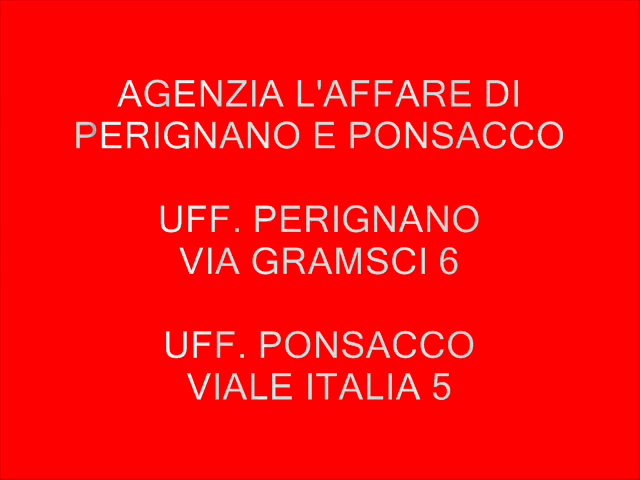 AGENZIA L'AFFARE DI
PERIGNANO E PONSACCO
UFF. PERIGNANO
VIA GRAMSCI 6
UFF. PONSACCO
VIALE ITALIA 5